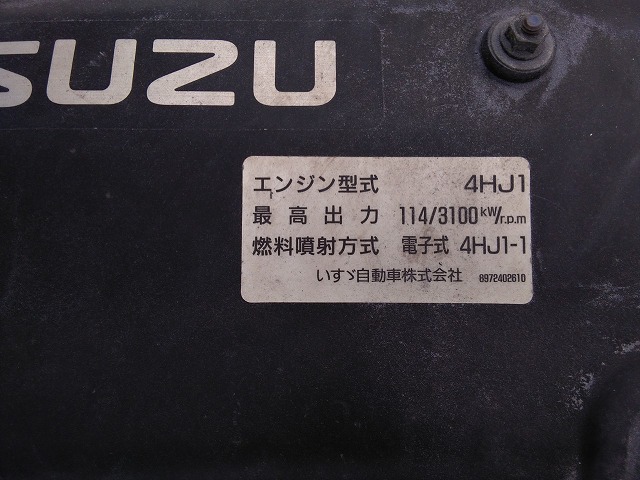 SUZU
エンジン型式 4HJ1
最高出力 114/3100 kW/r.p.m
燃料噴射方式 電子式 4HJ1-1
いすゞ自動車株式会社 8972402610